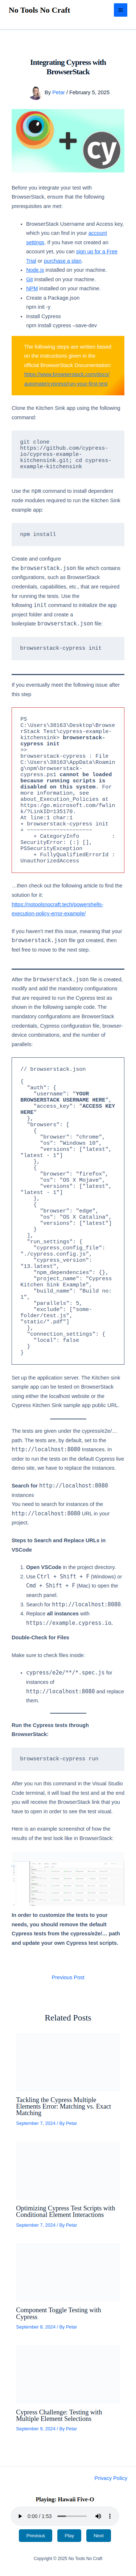 No Tools No Craft
Integrating Cypress with
BrowserStack
By Petar / February 5, 2025
cy
Before you integrate your test with
BrowserStack, ensure that the following
prerequisites are met:
BrowserStack Username and Access key,
which you can find in your account
settings. If you have not created an
account yet, you can sign up for a Free
Trial or purchase a plan.
Node.js installed on your machine.
Git installed on your machine.
NPM installed on your machine.
Create a Package.json
npm init -y
Install Cypress
npm install cypress --save-dev
The following steps are written based
on the instructions given in the
official BrowserStack Documentation:
https://www.browserstack.com/docs/
automate/cypress/run-your-first-test
Clone the Kitchen Sink app using the following
command:
git clone
https://github.com/cypress-
io/cypress-example-
kitchensink.git; cd cypress-
example-kitchensink
Use the NPM command to install dependent
node modules required to run the Kitchen Sink
example app:
npm install
Create and configure
the browserstack.json file which contains
configurations, such as BrowserStack
credentials, capabilities, etc., that are required
for running the tests. Use the
following init command to initialize the app
project folder and create a
boilerplate browserstack.json file:
browserstack-cypress init
If you eventually meet the following issue after
this step
PS
C:\Users\38163\Desktop\Browse
rStack Test\cypress-example-
kitchensink> browserstack-
cypress init
>>
browserstack-cypress : File
C:\Users\38163\AppData\Roamin
g\npm\browserstack-
cypress.ps1 cannot be loaded
because running scripts is
disabled on this system. For
more information, see
about_Execution_Policies at
https:/go.microsoft.com/fwlin
k/?LinkID=135170.
At line:1 char:1
+ browserstack-cypress init
+ ~~~~~~~~~~~~~~~~~~~~
+ CategoryInfo :
SecurityError: (:) [],
PSSecurityException
+ FullyQualifiedErrorId :
UnauthorizedAccess
…then check out the following article to find the
solution:
https://notoolsnocraft.tech/powershells-
execution-policy-error-example/
If you haven't met this issue, meaning that you
have browserstack.json file opened, then
feel free to move to the next step.
After the browserstack.json file is created,
modify the and match needed configurations
that are important to run our Cypress test as
shown in the following sample code. The
mandatory configurations are BrowserStack
credentials, Cypress configuration file, browser-
device combinations, and the number of
parallels:
// browserstack.json
{
"auth": {
"username": "YOUR
BROWSERSTACK USERNAME HERE",
"access_key": "ACCESS KEY
HERE"
},
"browsers": [
{
"browser": "chrome",
"os": "Windows 10",
"versions": ["latest",
"latest - 1"]
},
{
"browser": "firefox",
"os": "OS X Mojave",
"versions": ["latest",
"latest - 1"]
},
{
"browser": "edge",
"os": "OS X Catalina",
"versions": ["latest"]
}
],
"run_settings": {
"cypress_config_file":
"./cypress.config.js",
"cypress_version":
"13.latest",
"npm_dependencies": {},
"project_name": "Cypress
Kitchen Sink Example",
"build_name": "Build no:
1",
"parallels": 5,
"exclude": ["some-
folder/test.js",
"static/*.pdf"]
},
"connection_settings": {
"local": false
}
}
Set up the application server. The Kitchen sink
sample app can be tested on BrowserStack
using either the localhost website or the
Cypress Kitchen Sink sample app public URL.
The tests are given under the cypress/e2e/…
path. The tests are, by default, set to the
http://localhost:8080 instances. In
order to run the tests on the default Cypress live
demo site, we have to replace the instances.
Search for http://localhost:8080
instances
You need to search for instances of the
http://localhost:8080 URL in your
project.
Steps to Search and Replace URLs in
VSCode
1. Open VSCode in the project directory.
2. Use Ctrl + Shift + F (Windows) or
Cmd + Shift + F (Mac) to open the
search panel.
3. Search for http://localhost:8080.
4. Replace all instances with
https://example.cypress.io.
Double-Check for Files
Make sure to check files inside:
cypress/e2e/**/*.spec.js for
instances of
http://localhost:8080 and replace
them.
Run the Cypress tests through
BrowserStack:
browserstack-cypress run
After you run this command in the Visual Studio
Code terminal, it will load the test and at the end
you will receive the BrowserStack link that you
have to open in order to see the test visual.
Here is an example screenshot of how the
results of the test look like in BrowserStack:
In order to customize the tests to your
needs, you should remove the default
Cypress tests from the cypress/e2e/… path
and update your own Cypress test scripts.
Previous Post
Related Posts
Tackling the Cypress Multiple
Elements Error: Matching vs. Exact
Matching
September 7, 2024 / By Petar
Optimizing Cypress Test Scripts with
Conditional Element Interactions
September 7, 2024 / By Petar
Component Toggle Testing with
Cypress
September 8, 2024 / By Petar
Cypress Challenge: Testing with
Multiple Element Selections
September 9, 2024 / By Petar
Privacy Policy
Playing: Hawaii Five-O
0:00 / 1:53
Previous Play Next
Copyright © 2025 No Tools No Craft